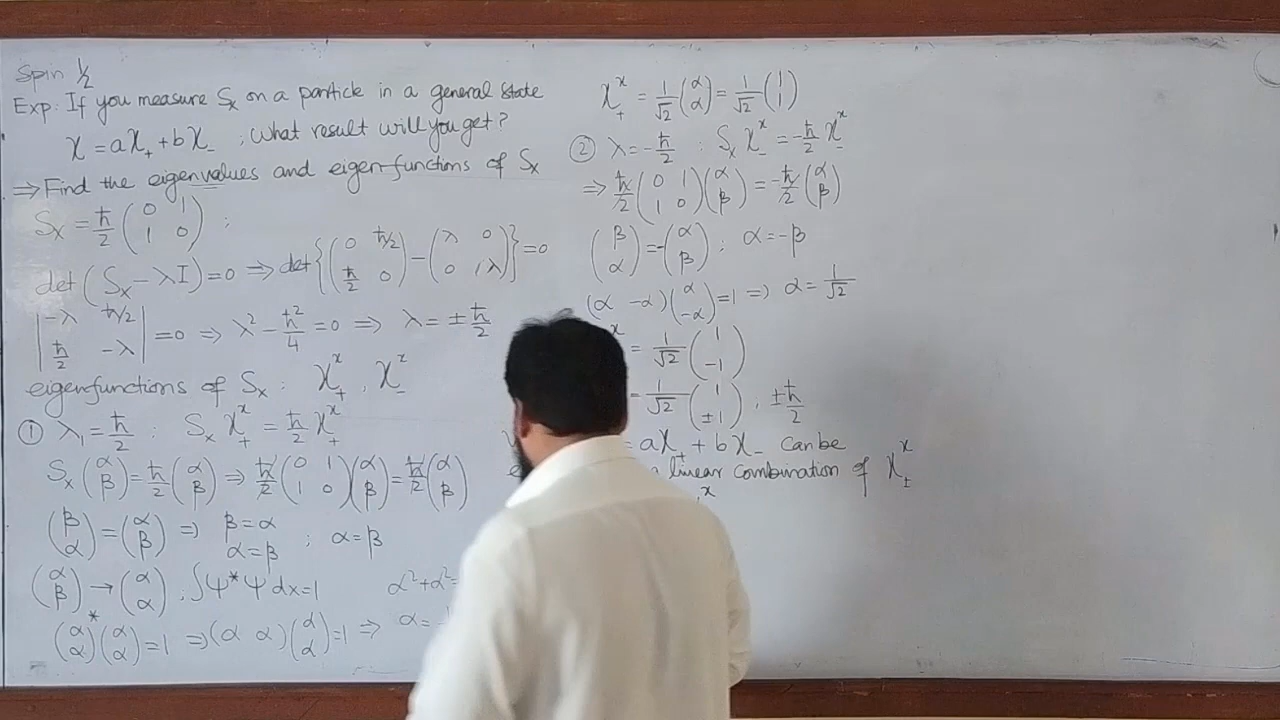 Spin ½
Exp: If you measure Sₓ on a particle in a general state
χ = aχ₊ + bχ₋ ; What result will you get?
⇒ Find the eigenvalues and eigen-functions of Sₓ
Sₓ = ħ/2 (0 1; 1 0) ;
det(Sₓ − λI) = 0 ⇒ det{(0 ħ/2; ħ/2 0) − (λ 0; 0 λ)} = 0
|−λ ħ/2; ħ/2 −λ| = 0 ⇒ λ² − ħ²/4 = 0 ⇒ λ = ± ħ/2
eigenfunctions of Sₓ : χ₊ˣ , χ₋ˣ
① λ₁ = ħ/2 : Sₓ χ₊ˣ = ħ/2 χ₊ˣ
Sₓ (α; β) = ħ/2 (α; β) ⇒ ħ/2 (0 1; 1 0)(α; β) = ħ/2 (α; β)
(β; α) = (α; β) ⇒ β = α α = β ; α = β
(α; β) → (α; α) , ∫Ψ*Ψ dx = 1 α² + α² =
(α; α)* (α; α) = 1 ⇒ (α α)(α; α) = 1 ⇒ α =
χ₊ˣ = 1/√2 (α; α) = 1/√2 (1; 1)
② λ = −ħ/2 : Sₓ χ₋ˣ = −ħ/2 χ₋ˣ
⇒ ħ/2 (0 1; 1 0)(α; β) = −ħ/2 (α; β)
(β; α) = −(α; β) ; α = −β
(α −α)(α; −α) = 1 ⇒ α = 1/√2
x = 1/√2 (1; −1)
= 1/√2 (1; ±1) , ± ħ/2
= aχ₊ + bχ₋ can be
a linear combination of χ±ˣ
x